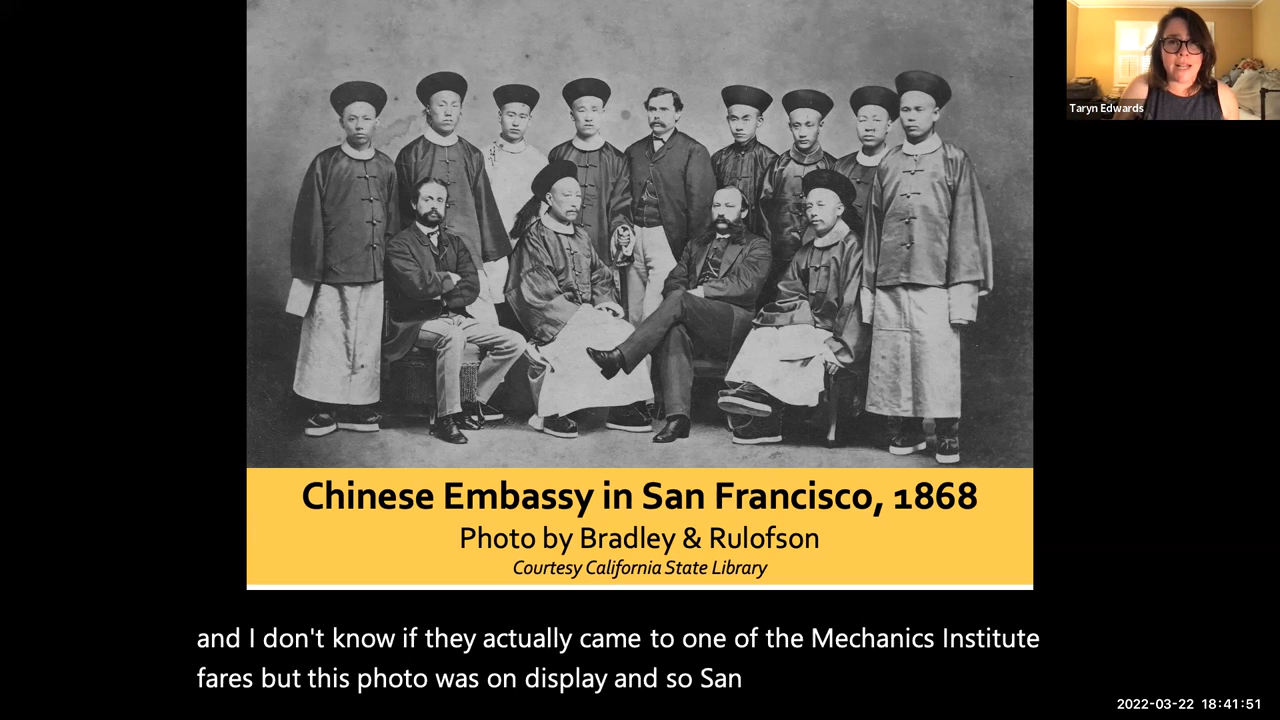 Taryn Edwards
Chinese Embassy in San Francisco, 1868
Photo by Bradley & Rulofson
Courtesy California State Library
and I don't know if they actually came to one of the Mechanics Institute
fares but this photo was on display and so San
2022-03-22 18:41:51